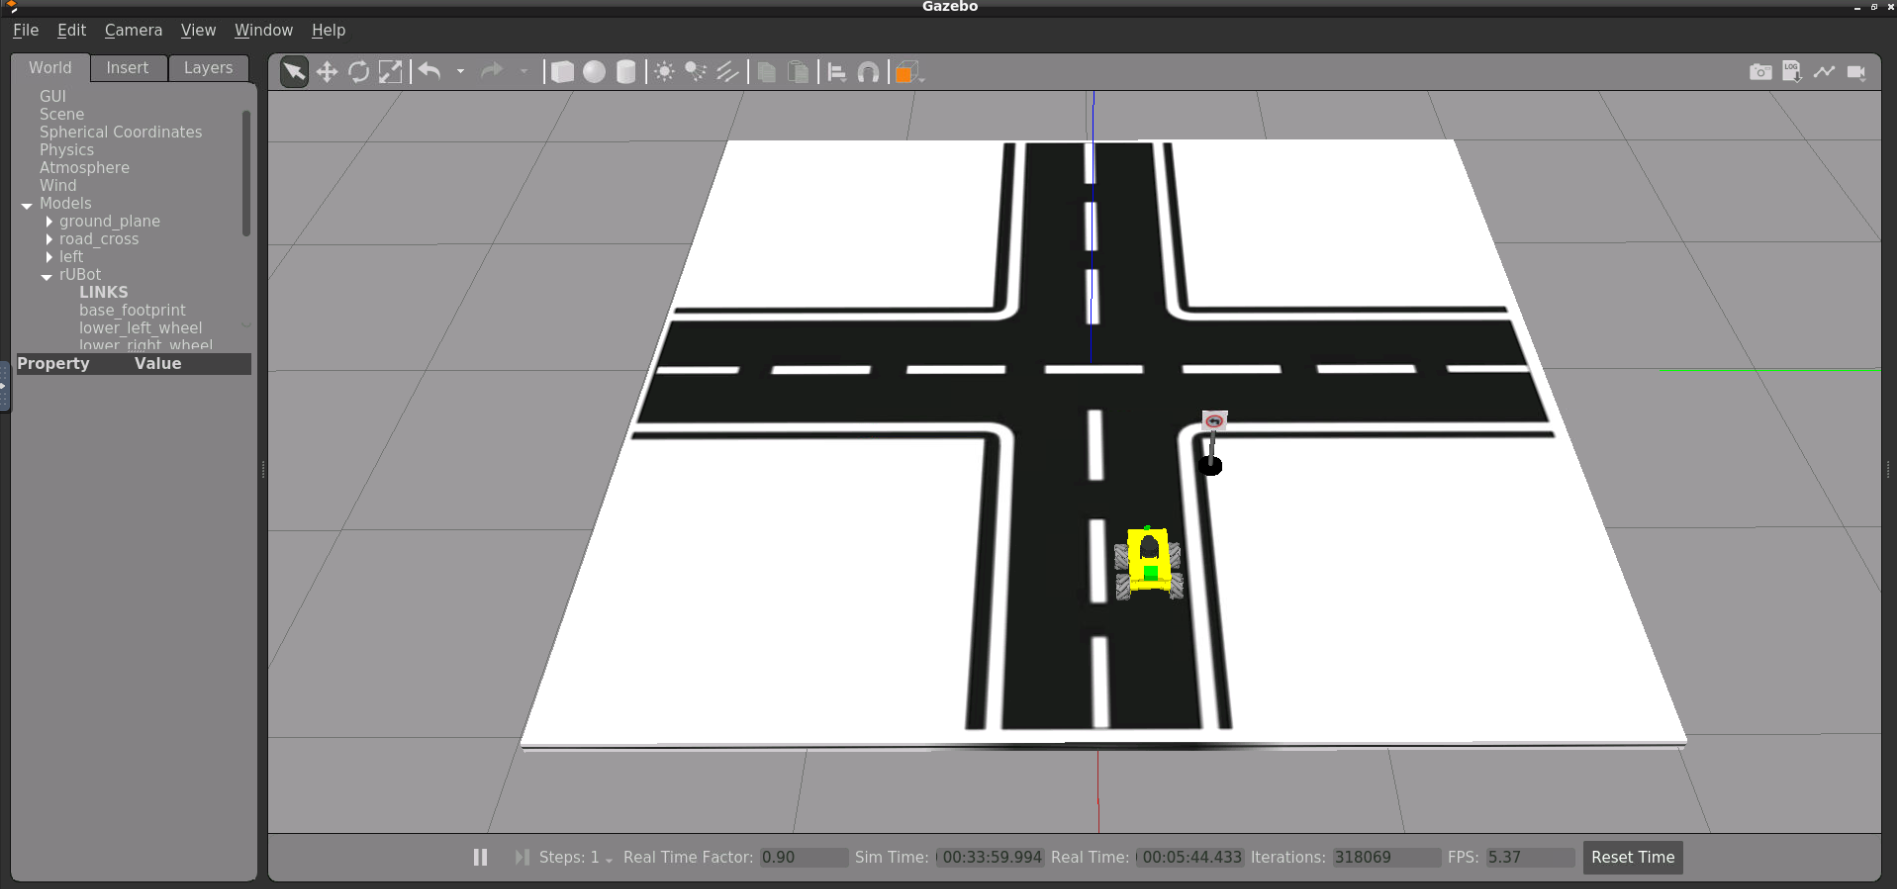 Gazebo
File Edit Camera View Window Help
World Insert Layers
GUI
Scene
Spherical Coordinates
Physics
Atmosphere
Wind
Models
ground_plane
road_cross
left
rUBot
LINKS
base_footprint
lower_left_wheel
lower_right_wheel
Property Value
LOG
Steps: 1 Real Time Factor: 0.90 Sim Time: 00:33:59.994 Real Time: 00:05:44.433 Iterations: 318069 FPS: 5.37 Reset Time